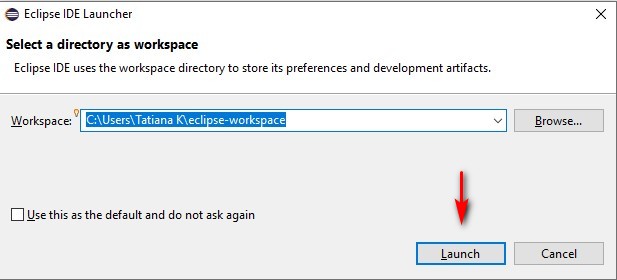 Eclipse IDE Launcher
Select a directory as workspace
Eclipse IDE uses the workspace directory to store its preferences and development artifacts.
Workspace: C:\Users\Tatiana K\eclipse-workspace Browse...
Use this as the default and do not ask again
Launch Cancel